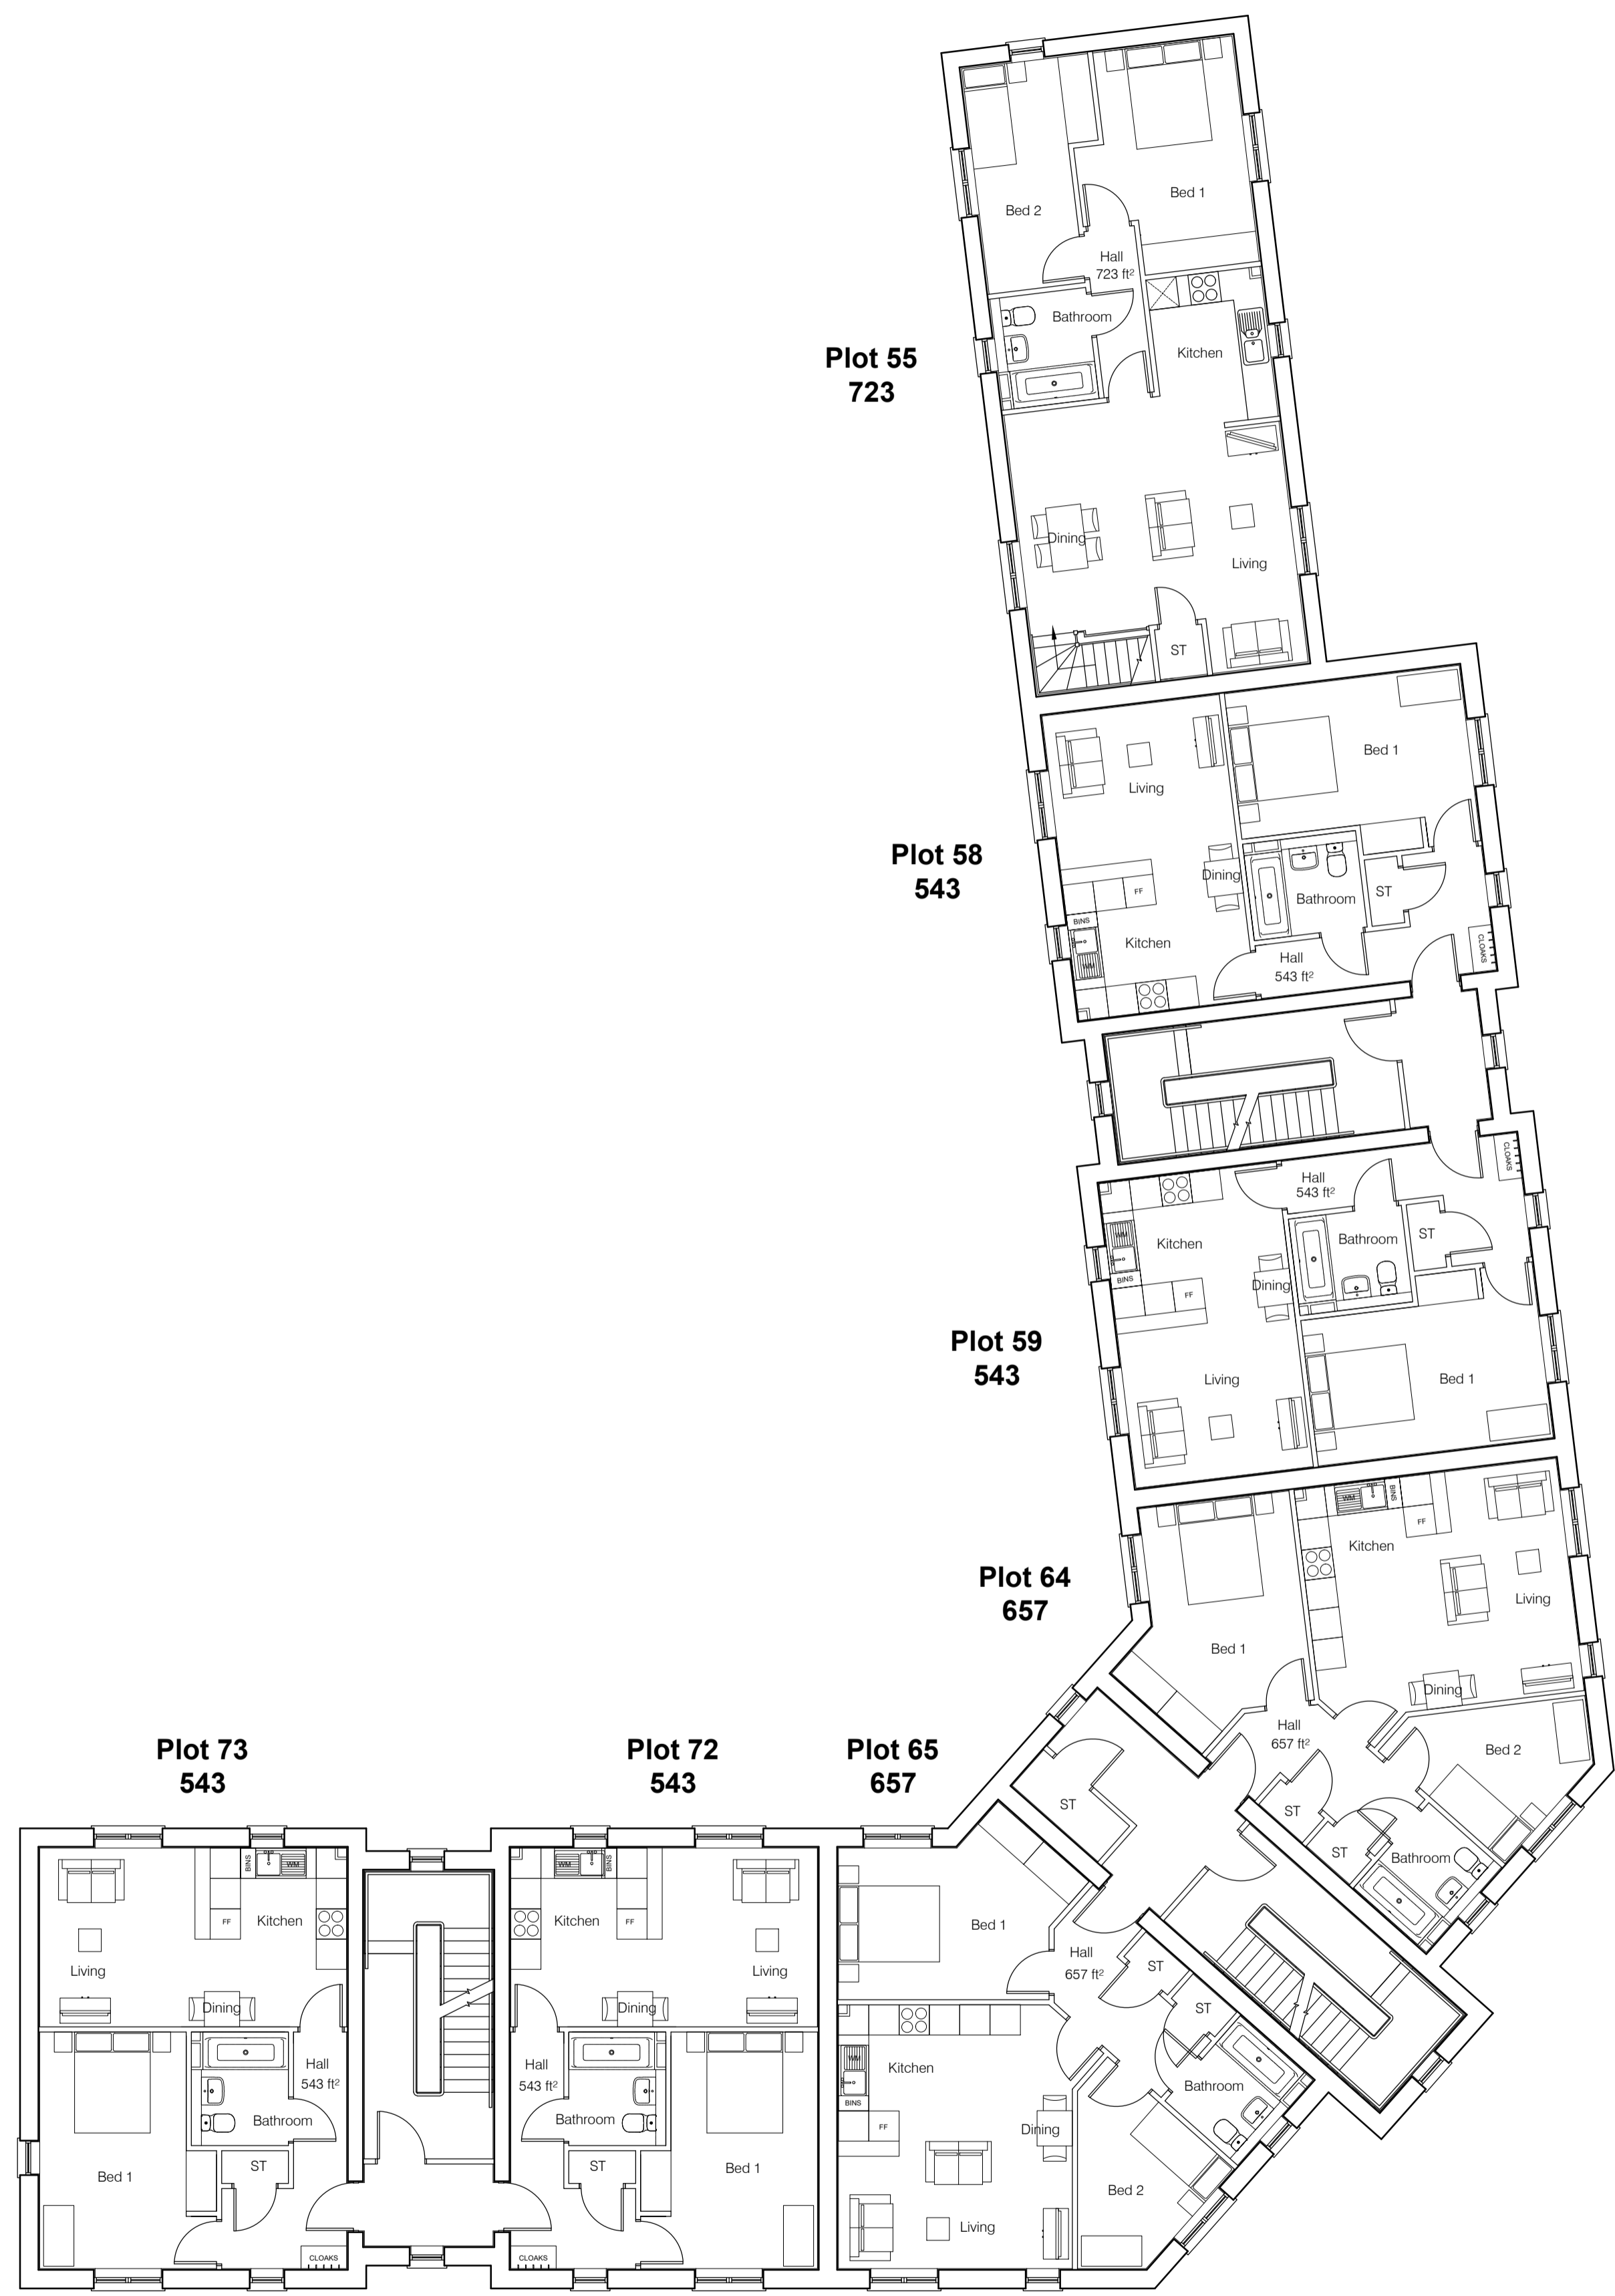 Plot 55
723
Bed 2
Bed 1
Hall
723 ft²
Bathroom
Kitchen
Dining
Living
ST
Plot 58
543
Living
Bed 1
Dining
FF
BINS
WM
Kitchen
Bathroom
ST
Hall
543 ft²
CLOAKS
Plot 59
543
Hall
543 ft²
CLOAKS
Kitchen
WM
BINS
FF
Dining
Bathroom
ST
Living
Bed 1
Plot 64
657
WM
BINS
FF
Kitchen
Living
Bed 1
Dining
Hall
657 ft²
Bed 2
ST
ST
Bathroom
ST
Plot 65
657
Bed 1
Hall
657 ft²
ST
ST
Kitchen
WM
BINS
FF
Dining
Bathroom
Bed 2
Living
Plot 72
543
WM
BINS
Kitchen
FF
Living
Dining
Hall
543 ft²
Bathroom
ST
Bed 1
CLOAKS
Plot 73
543
BINS
WM
FF
Kitchen
Living
Dining
Hall
543 ft²
Bathroom
ST
Bed 1
CLOAKS